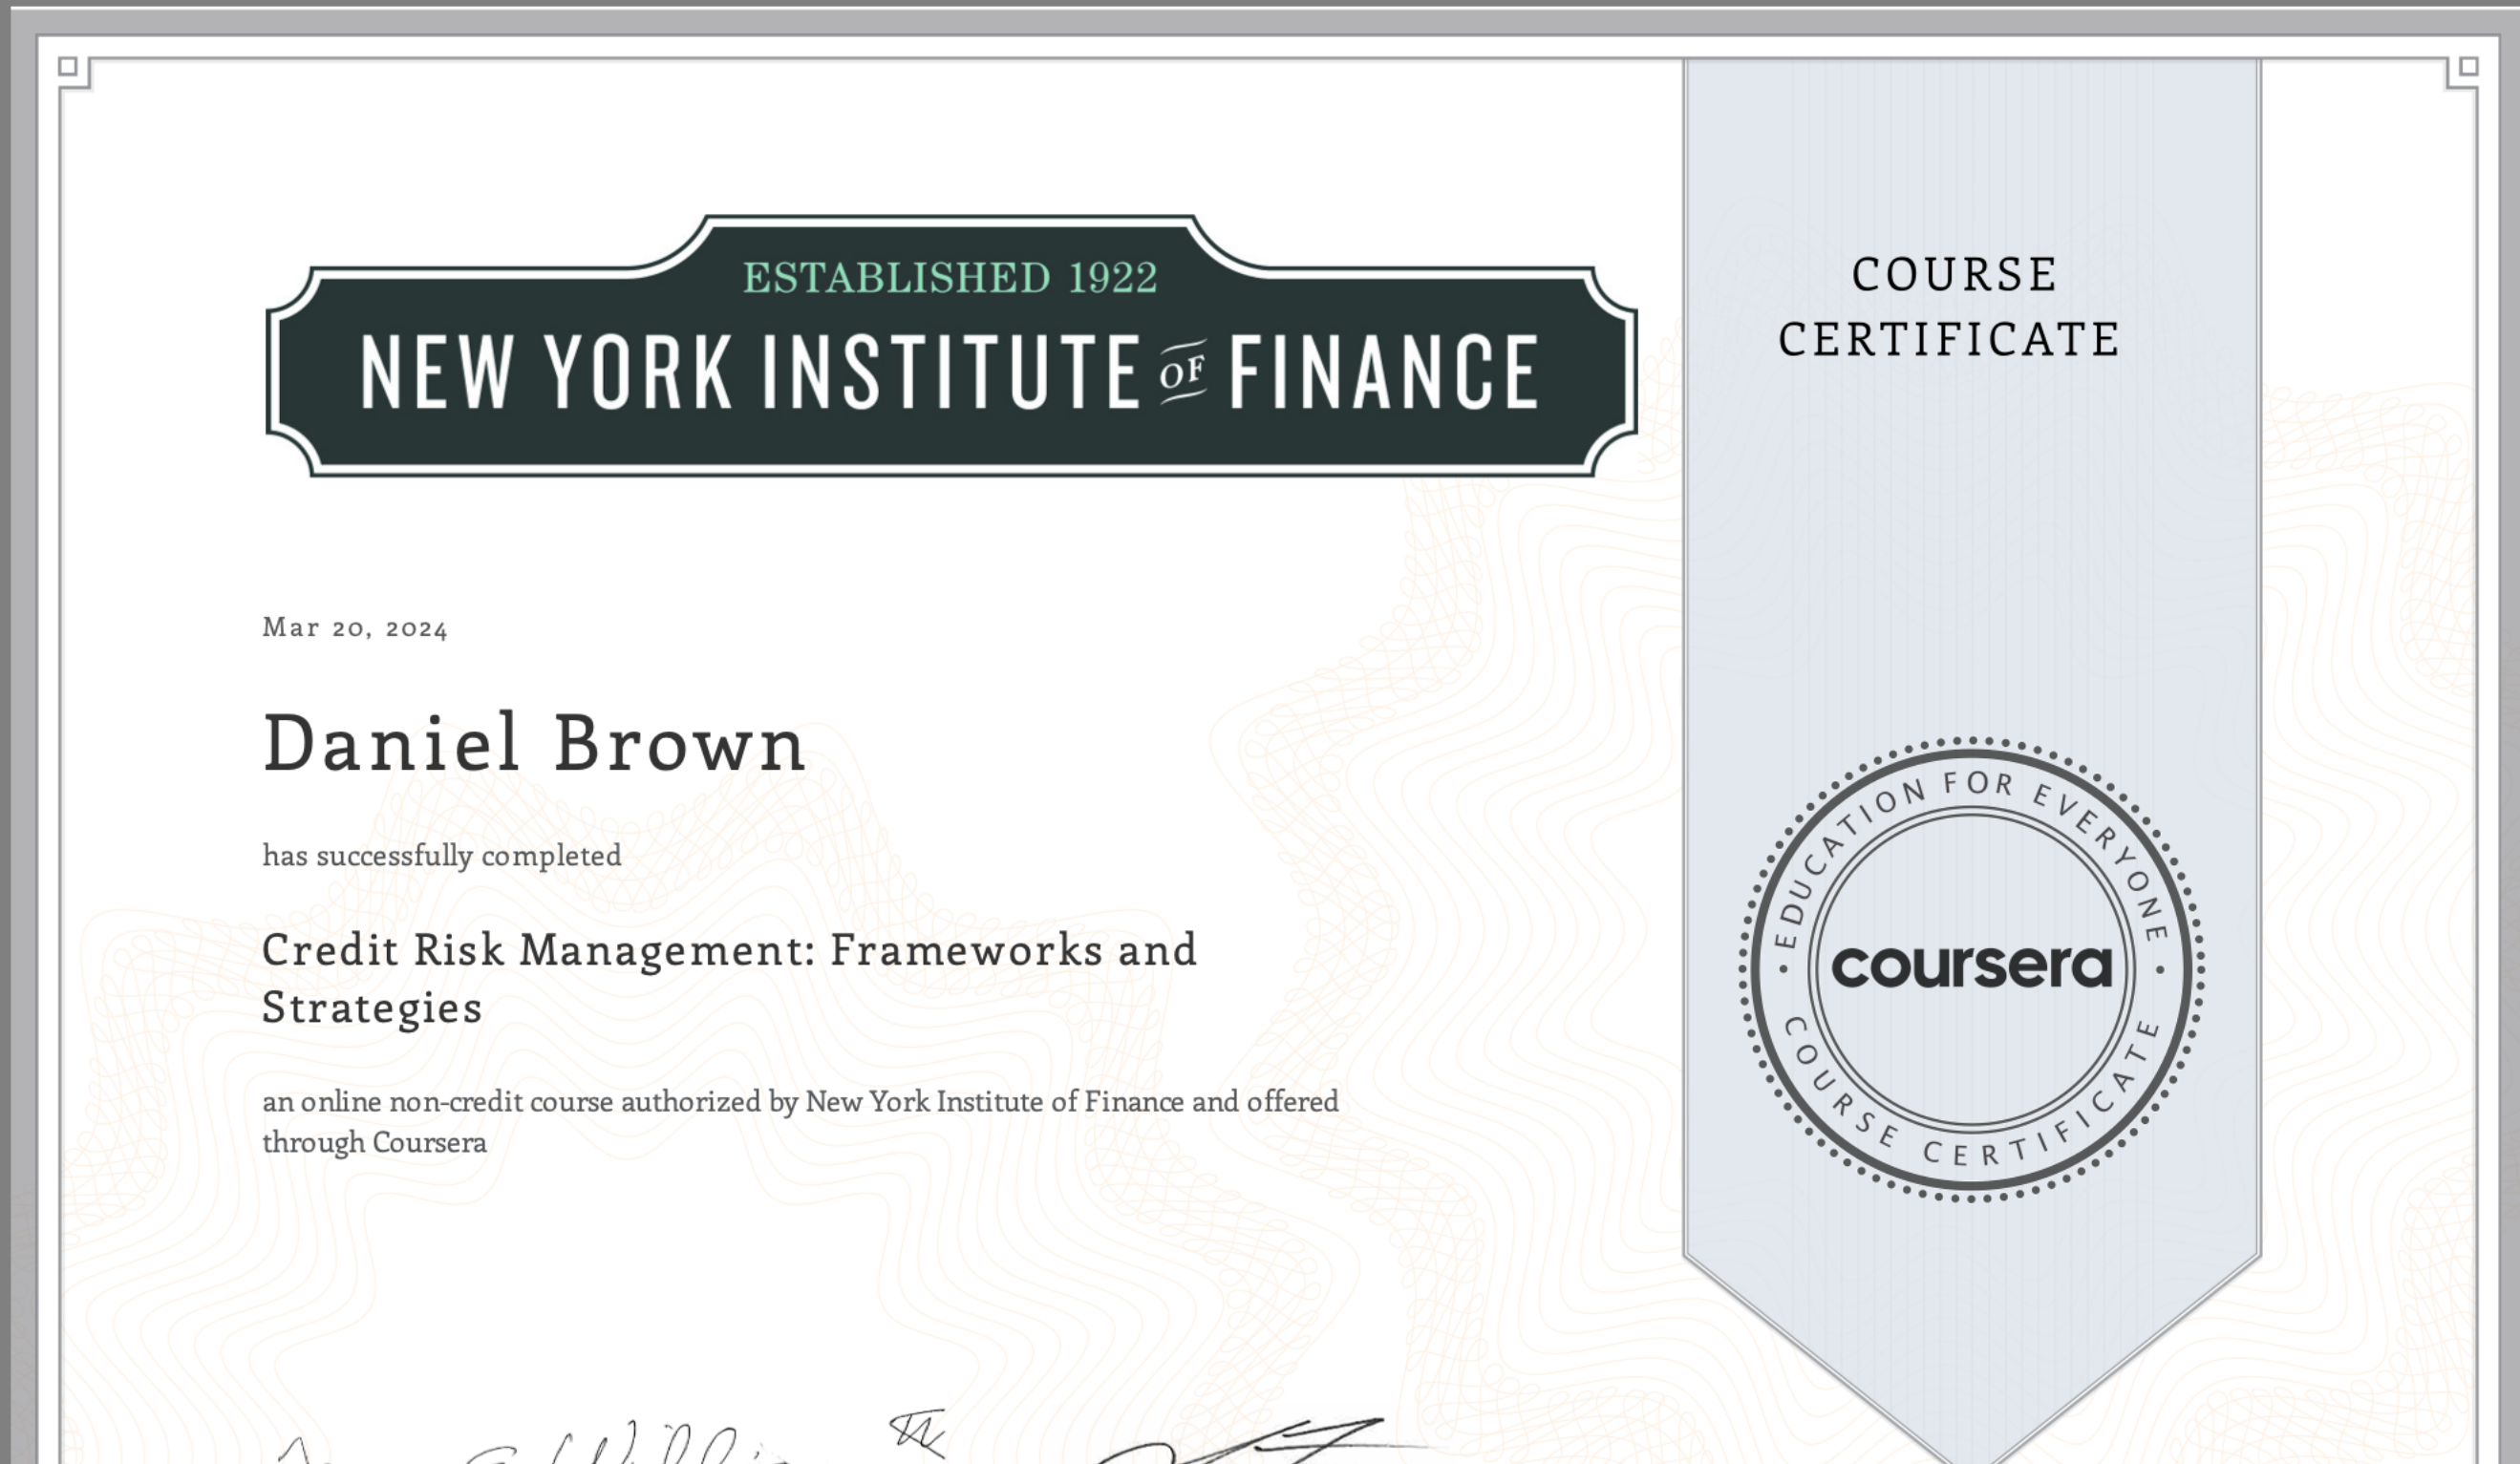 ESTABLISHED 1922
NEW YORK INSTITUTE OF FINANCE
COURSE
CERTIFICATE
Mar 20, 2024
Daniel Brown
has successfully completed
Credit Risk Management: Frameworks and
Strategies
an online non-credit course authorized by New York Institute of Finance and offered
through Coursera
EDUCATION FOR EVERYONE
coursera
COURSE CERTIFICATE